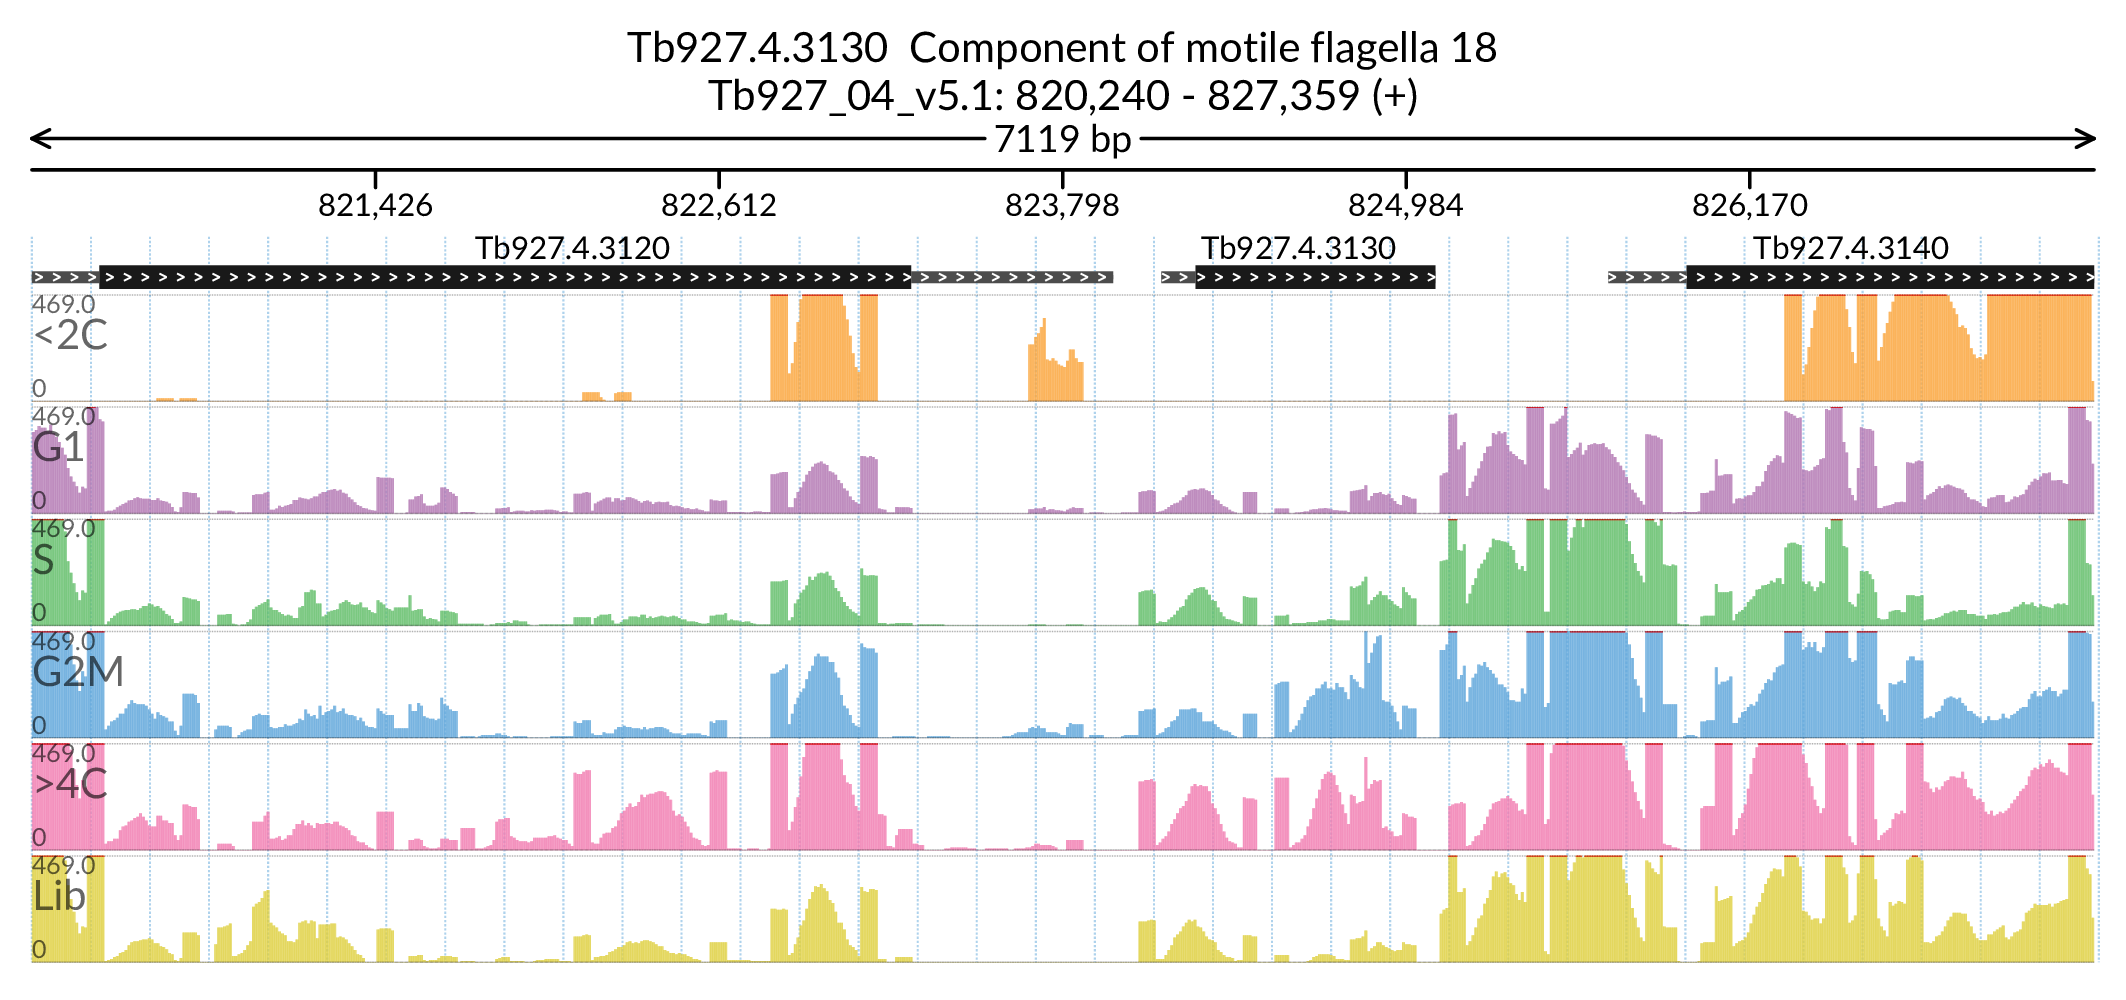 Tb927.4.3130  Component of motile flagella 18
Tb927_04_v5.1: 820,240 - 827,359 (+)
7119 bp
821,426 822,612 823,798 824,984 826,170
Tb927.4.3120 Tb927.4.3130 Tb927.4.3140
469.0
<2C
0
469.0
G1
0
469.0
S
0
469.0
G2M
0
469.0
>4C
0
469.0
Lib
0